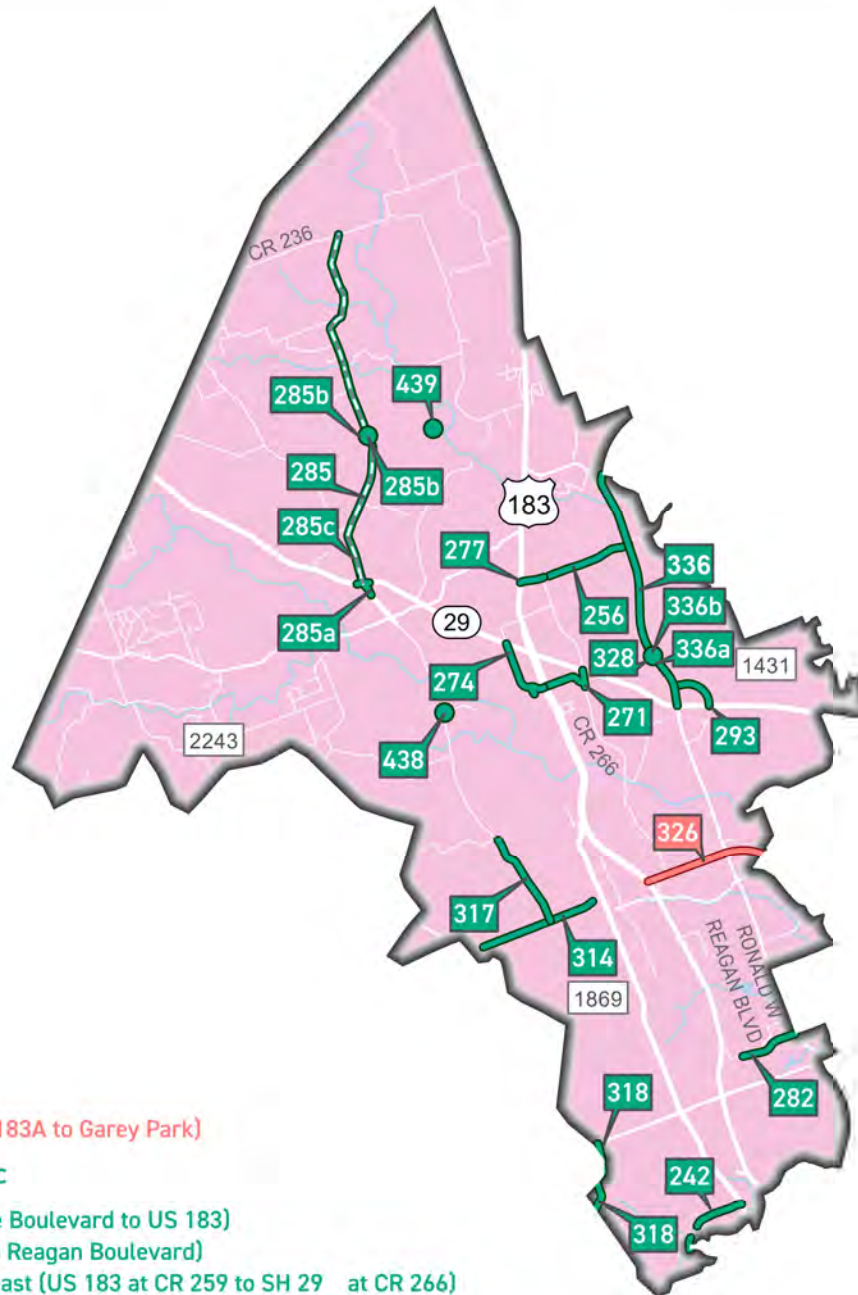 CR 236
439
285b
285
285b
183
285c
277
336
256
285a
336b
29
328
336a
1431
274
271
293
2243
438
CR 266
326
317
314
RONALD W
REAGAN BLVD
1869
282
318
183A to Garey Park)
242
318
Boulevard to US 183)
Reagan Boulevard)
(US 183 at CR 259 to SH 29 at CR 266)